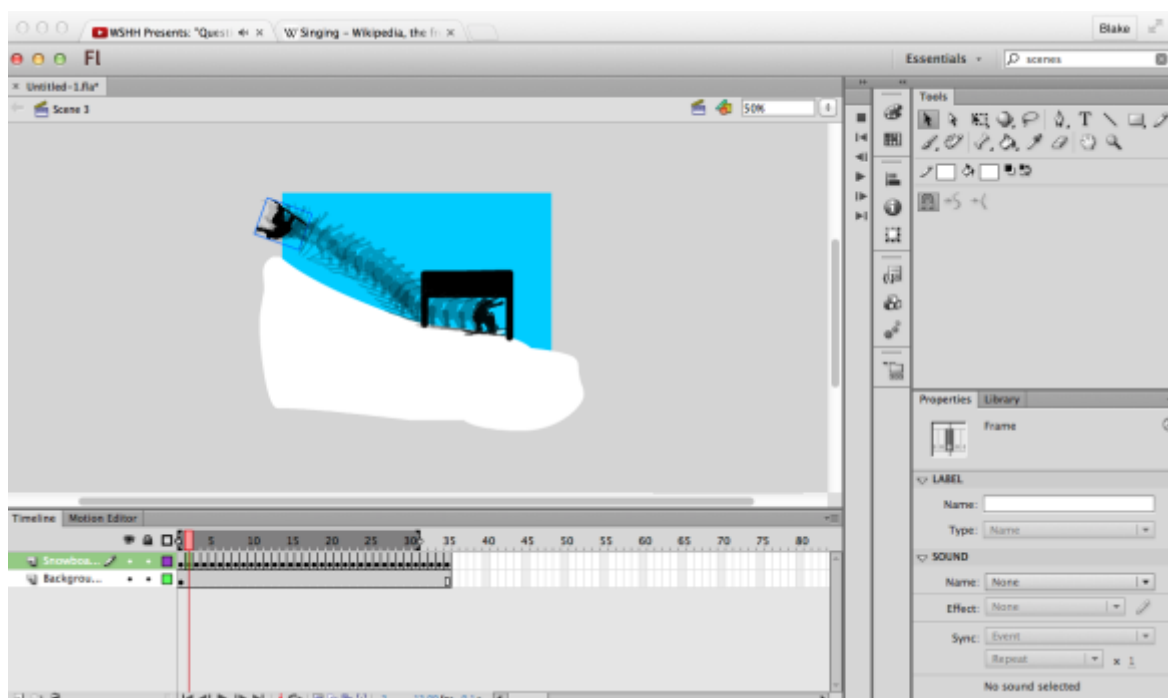 WSHH Presents: "Questi
W Singing – Wikipedia, the fr
Blake
Fl
Essentials
scenes
Untitled-1.fla*
Scene 3
50%
Tools
Properties Library
Frame
LABEL
Name:
Type: Name
SOUND
Name: None
Effect: None
Sync: Event
Repeat x 1
No sound selected
Timeline Motion Editor
5 10 15 20 25 30 35 40 45 50 55 60 65 70 75 80
Snowboa...
Backgrou...